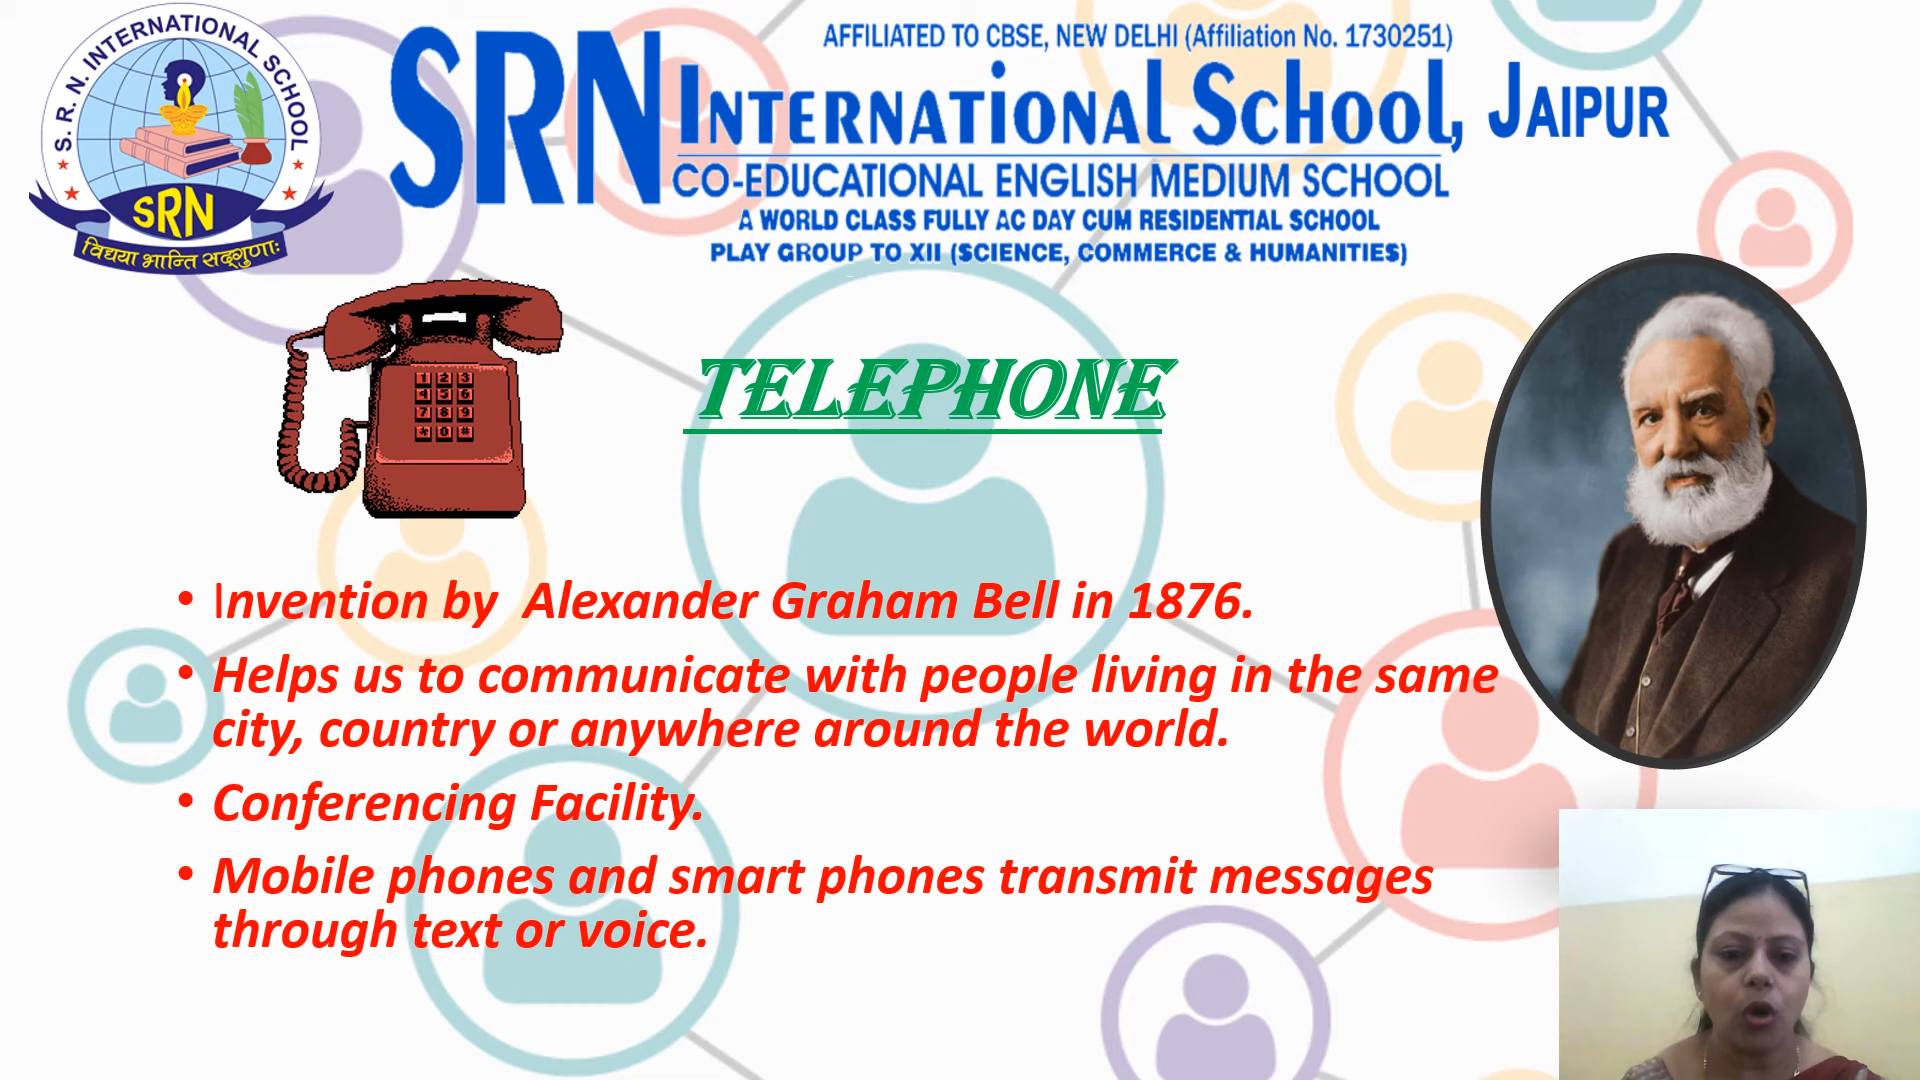 S. R. N. INTERNATIONAL SCHOOL
SRN
विद्यया भान्ति सद्गुणाः
AFFILIATED TO CBSE, NEW DELHI (Affiliation No. 1730251)
SRN INTERNATIONAL SCHOOL, JAIPUR
CO-EDUCATIONAL ENGLISH MEDIUM SCHOOL
A WORLD CLASS FULLY AC DAY CUM RESIDENTIAL SCHOOL
PLAY GROUP TO XII (SCIENCE, COMMERCE & HUMANITIES)
1 2 3
4 5 6
7 8 9
* 0 #
TELEPHONE
• Invention by Alexander Graham Bell in 1876.
• Helps us to communicate with people living in the same
city, country or anywhere around the world.
• Conferencing Facility.
• Mobile phones and smart phones transmit messages
through text or voice.